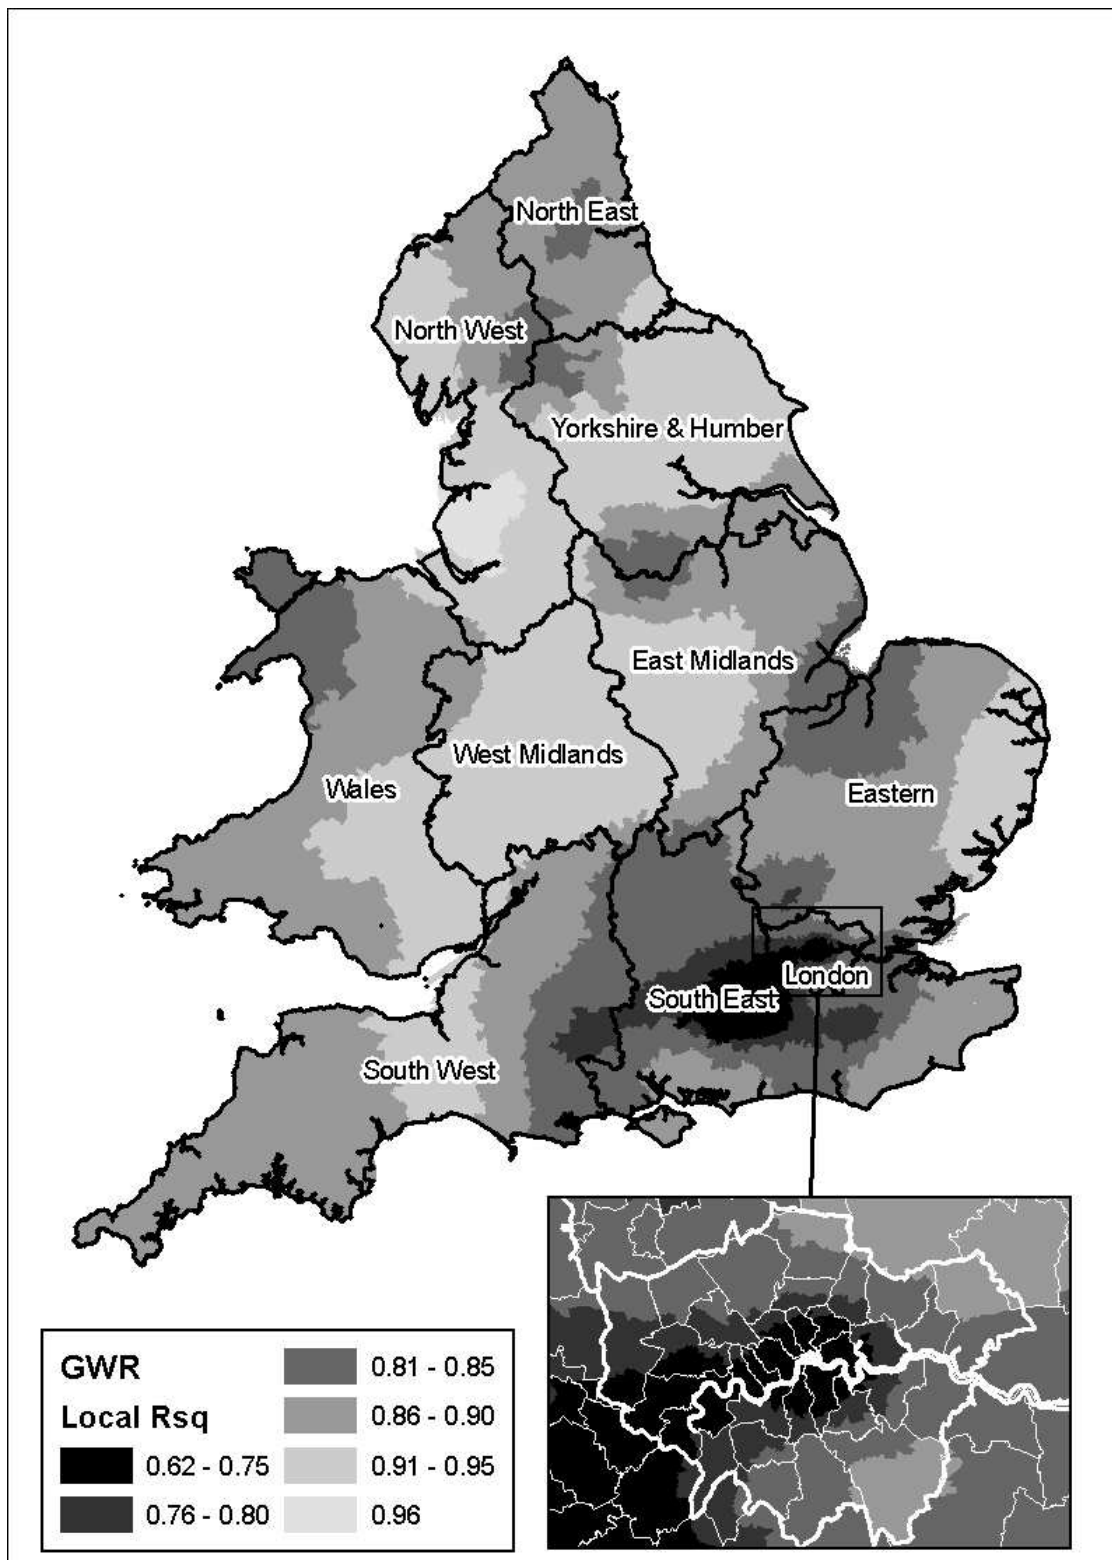 North East
North West
Yorkshire & Humber
East Midlands
West Midlands
Wales
Eastern
London
South East
South West
GWR
Local Rsq
0.62 - 0.75
0.76 - 0.80
0.81 - 0.85
0.86 - 0.90
0.91 - 0.95
0.96